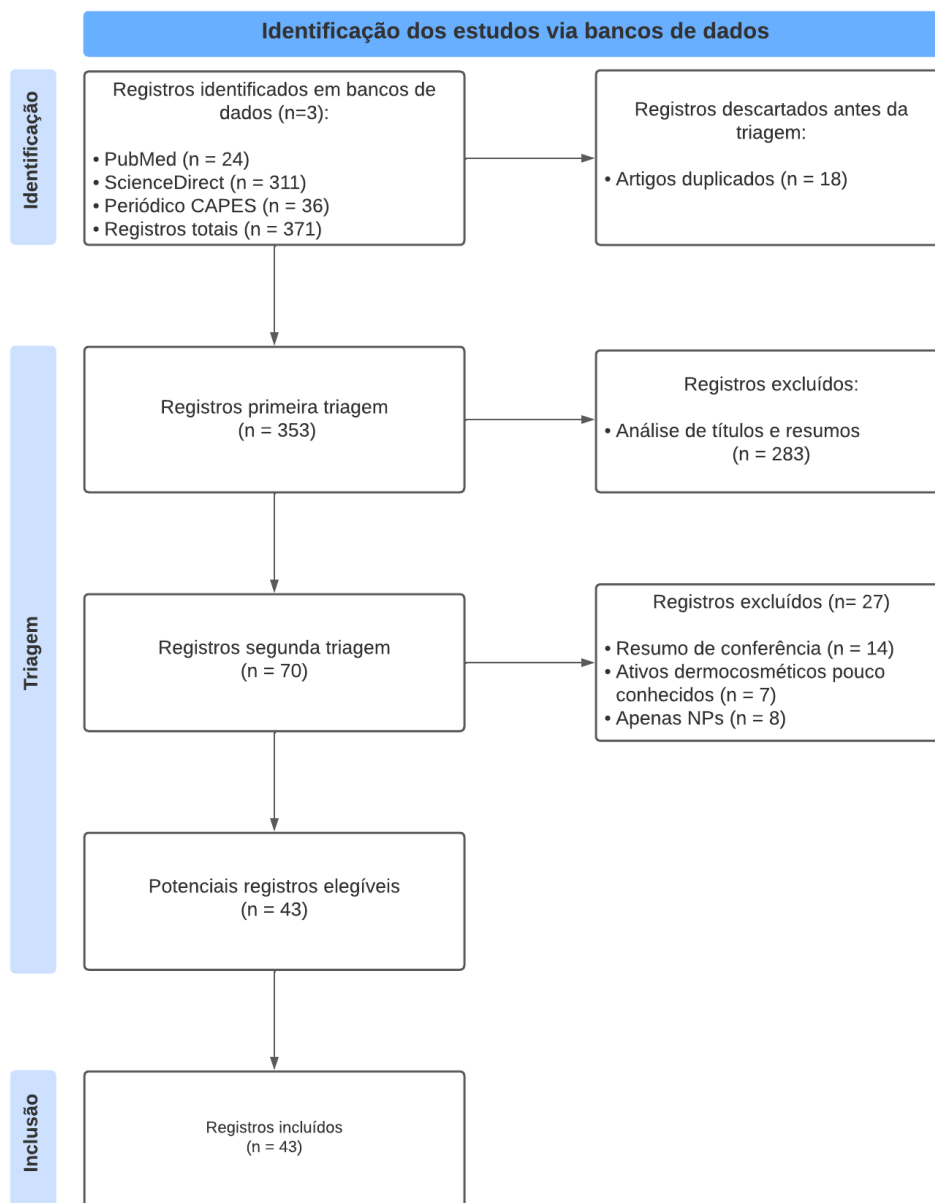 Identificação dos estudos via bancos de dados
Identificação
Registros identificados em bancos de
dados (n=3):
• PubMed (n = 24)
• ScienceDirect (n = 311)
• Periódico CAPES (n = 36)
• Registros totais = 371)
Registros descartados antes da
triagem:
• Artigos duplicados (n = 18)
Triagem
Registros primeira triagem
(n = 353)
Registros excluídos:
• Análise de títulos e resumos
(n = 283)
Registros segunda triagem
(n = 70)
Registros excluídos (n= 27)
• Resumo de conferência (n = 14)
• Ativos dermocosméticos pouco
conhecidos (n = 7)
• Apenas NPs (n = 8)
Potenciais registros elegíveis
(n = 43)
Inclusão
Registros incluídos
(n = 43)